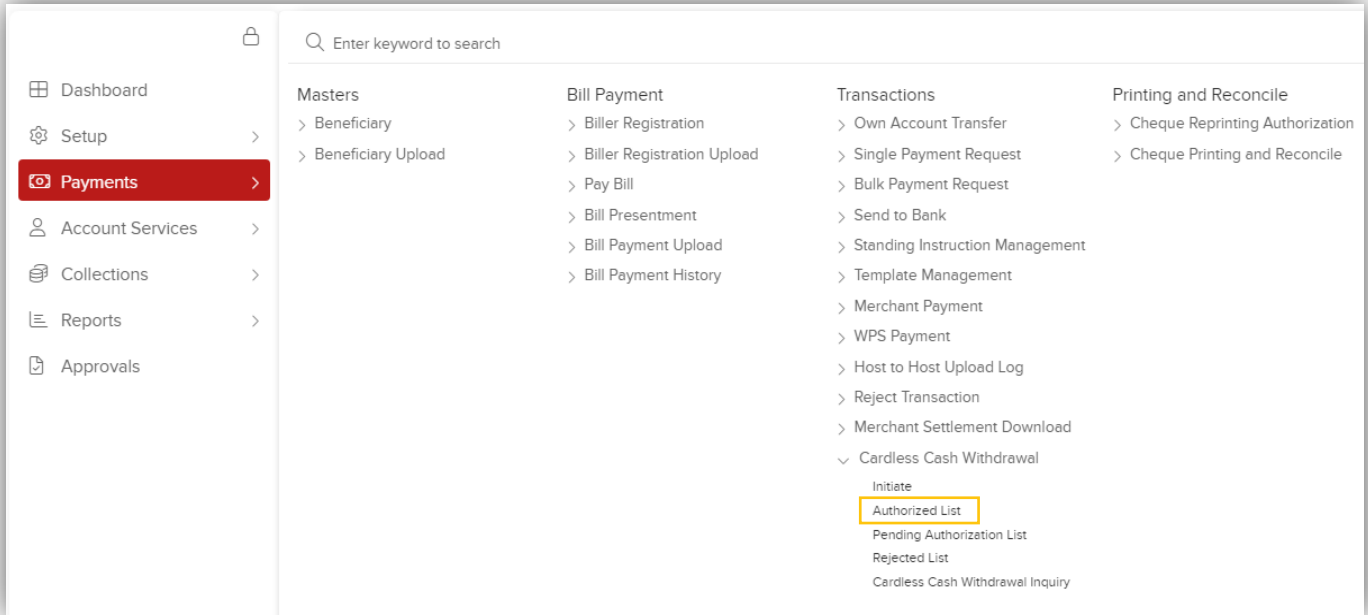 Enter keyword to search
Dashboard
Setup
Payments
Account Services
Collections
Reports
Approvals
Masters
Beneficiary
Beneficiary Upload
Bill Payment
Biller Registration
Biller Registration Upload
Pay Bill
Bill Presentment
Bill Payment Upload
Bill Payment History
Transactions
Own Account Transfer
Single Payment Request
Bulk Payment Request
Send to Bank
Standing Instruction Management
Template Management
Merchant Payment
WPS Payment
Host to Host Upload Log
Reject Transaction
Merchant Settlement Download
Cardless Cash Withdrawal
Initiate
Authorized List
Pending Authorization List
Rejected List
Cardless Cash Withdrawal Inquiry
Printing and Reconcile
Cheque Reprinting Authorization
Cheque Printing and Reconcile